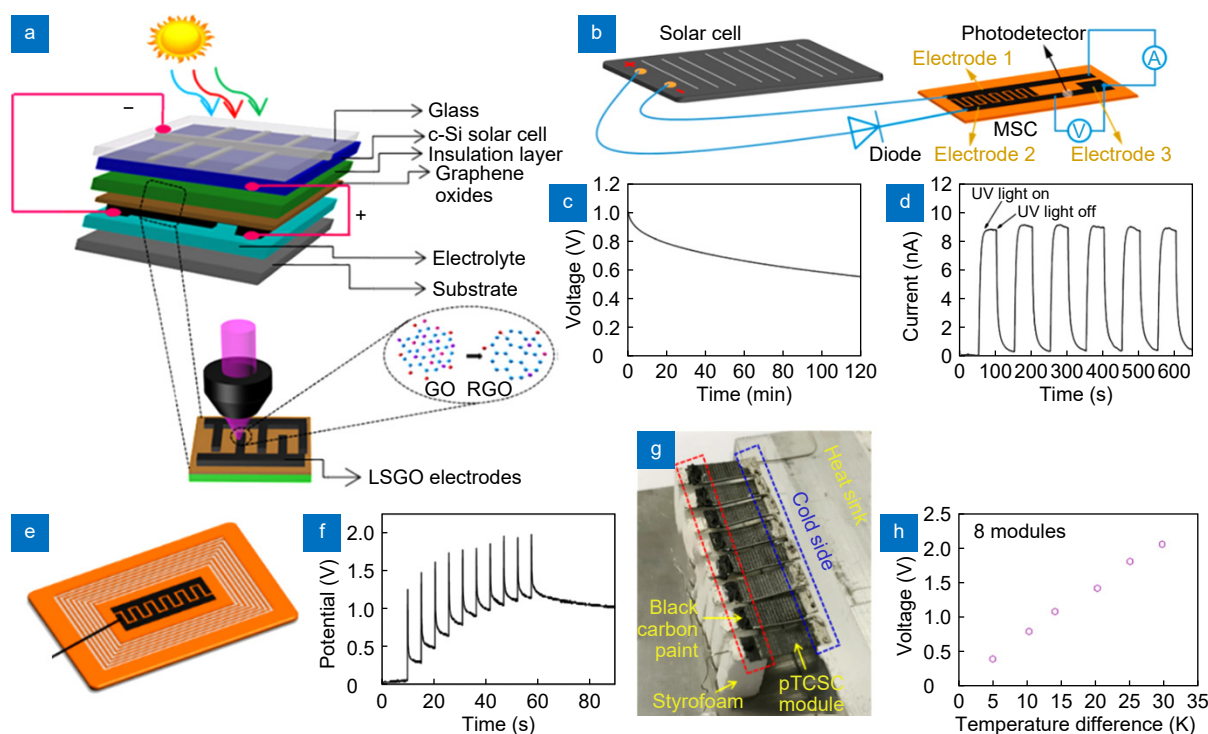 a
−
Glass
c-Si solar cell
Insulation layer
Graphene
oxides
+
Electrolyte
Substrate
GO
RGO
LSGO electrodes
b
Solar cell
+
-
Photodetector
Electrode 1
A
V
MSC
Diode
Electrode 2
Electrode 3
c
1.2
1.0
0.8
0.6
0.4
0.2
0
Voltage (V)
0 20 40 60 80 100 120
Time (min)
d
UV light on
UV light off
12
10
8
6
4
2
0
Current (nA)
0 100 200 300 400 500 600
Time (s)
e
f
2.0
1.5
1.0
0.5
0
Potential (V)
0 20 40 60 80
Time (s)
g
Heat sink
Cold side
Black
carbon
paint
Styrofoam
pTCSC
module
h
8 modules
2.5
2.0
1.5
1.0
0.5
0
Voltage (V)
0 5 10 15 20 25 30 35
Temperature difference (K)